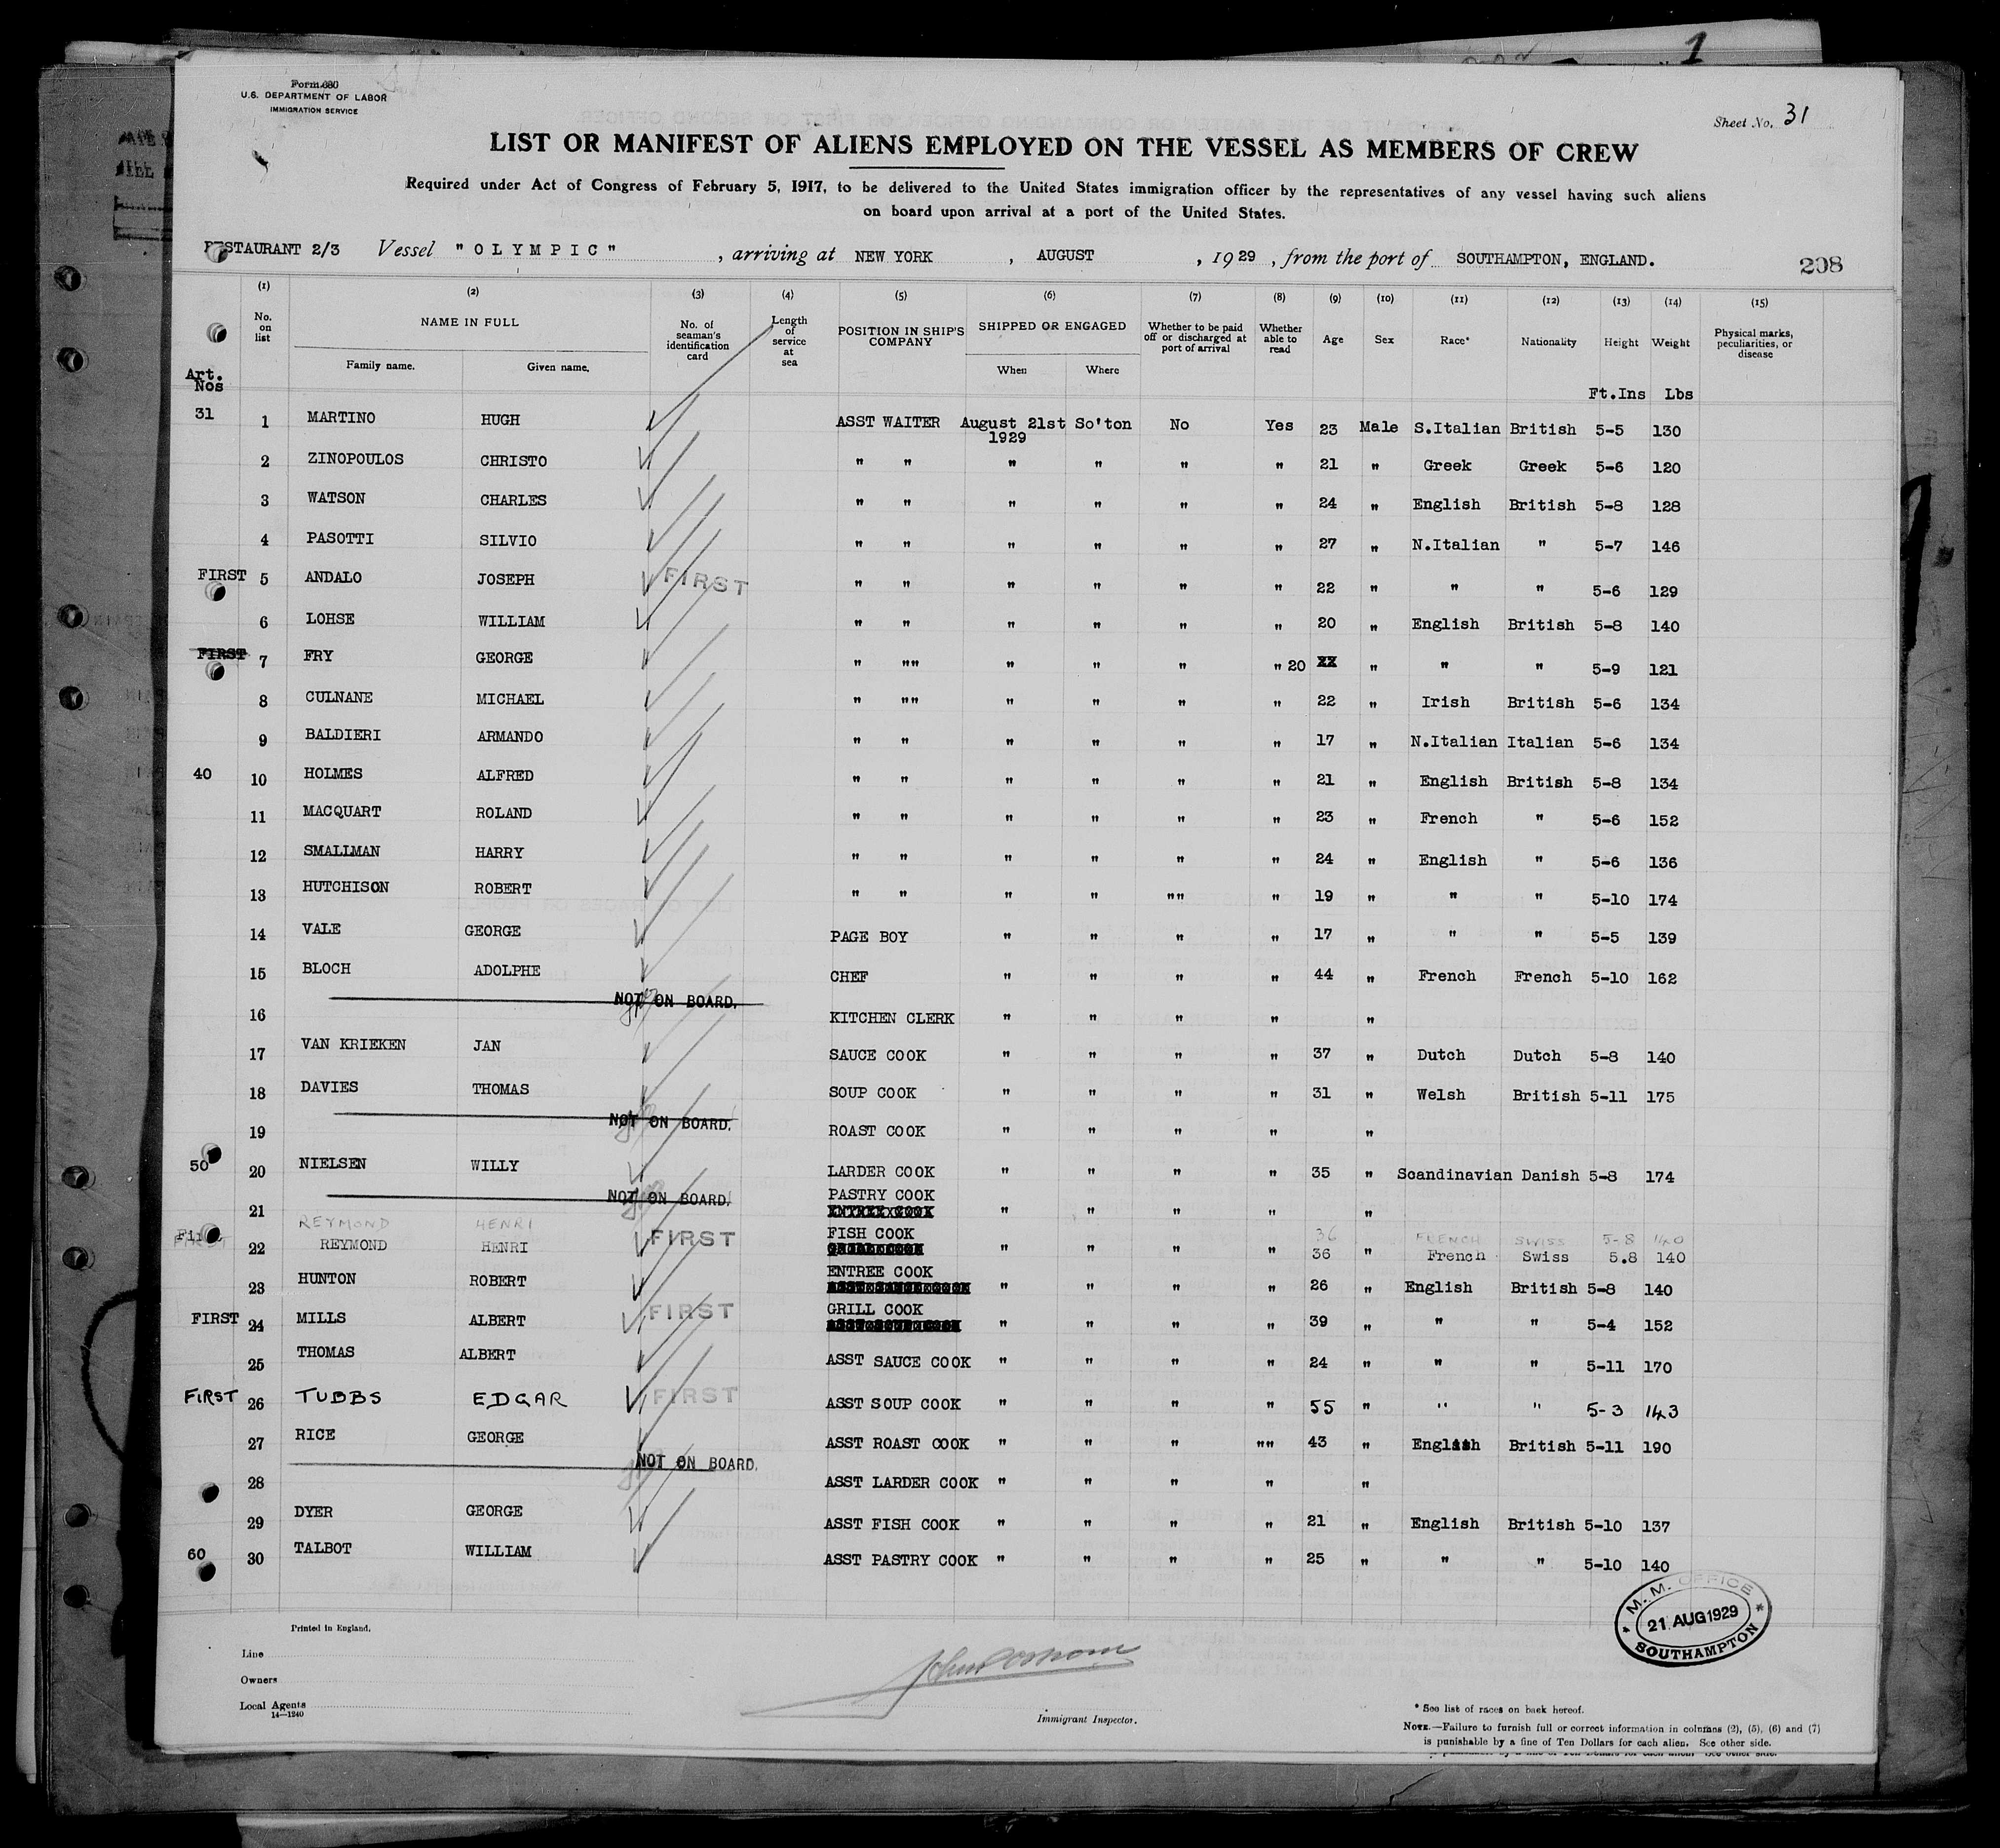 1
Form 680
U.S. DEPARTMENT OF LABOR
IMMIGRATION SERVICE
Sheet No. 31
LIST OR MANIFEST OF ALIENS EMPLOYED ON THE VESSEL AS MEMBERS OF CREW
Required under Act of Congress of February 5, 1917, to be delivered to the United States immigration officer by the representatives of any vessel having such aliens
on board upon arrival at a port of the United States.
RESTAURANT 2/3 Vessel "OLYMPIC", arriving at NEW YORK, AUGUST, 1929, from the port of SOUTHAMPTON, ENGLAND.
208
(1) (2) (3) (4) (5) (6) (7) (8) (9) (10) (11) (12) (13) (14) (15)
No. on list NAME IN FULL Family name. Given name. No. of seaman's identification card Length of service at sea POSITION IN SHIP'S COMPANY SHIPPED OR ENGAGED When Where Whether to be paid off or discharged at port of arrival Whether able to read Age Sex Race* Nationality Height Weight Physical marks, peculiarities, or disease
Art. Nos Ft.Ins Lbs
31 1 MARTINO HUGH ASST WAITER August 21st 1929 So'ton No Yes 23 Male S.Italian British 5-5 130
2 ZINOPOULOS CHRISTO " " " " " " 21 " Greek Greek 5-6 120
3 WATSON CHARLES " " " " " " 24 " English British 5-8 128
4 PASOTTI SILVIO " " " " " " 27 " N.Italian " 5-7 146
FIRST 5 ANDALO JOSEPH FIRST " " " " " " 22 " " " 5-6 129
6 LOHSE WILLIAM " " " " " " 20 " English British 5-8 140
FIRST 7 FRY GEORGE " "" " " " " 20 XX " " " 5-9 121
8 CULNANE MICHAEL " "" " " " " 22 " Irish British 5-6 134
9 BALDIERI ARMANDO " " " " " " 17 " N.Italian Italian 5-6 134
40 10 HOLMES ALFRED " " " " " " 21 " English British 5-8 134
11 MACQUART ROLAND " " " " " " 23 " French " 5-6 152
12 SMALLMAN HARRY " " " " " " 24 " English " 5-6 136
13 HUTCHISON ROBERT " " " " "" " 19 " " " 5-10 174
14 VALE GEORGE PAGE BOY " " " " 17 " " " 5-5 139
15 BLOCH ADOLPHE CHEF " " " " 44 " French French 5-10 162
NOT ON BOARD.
16 KITCHEN CLERK " " " " "
17 VAN KRIEKEN JAN SAUCE COOK " " " " 37 " Dutch Dutch 5-8 140
18 DAVIES THOMAS SOUP COOK " " " " 31 " Welsh British 5-11 175
NOT ON BOARD.
19 ROAST COOK " " " " "
50 20 NIELSEN WILLY LARDER COOK " " " " 35 " Scandinavian Danish 5-8 174
NOT ON BOARD. PASTRY COOK
21 ENTREE COOK " " " " "
REYMOND HENRI FIRST FISH COOK 36 FRENCH SWISS 5-8 140
First 22 REYMOND HENRI " " " " 36 " French Swiss 5.8 140
23 HUNTON ROBERT ENTREE COOK " " " " 26 " English British 5-8 140
FIRST 24 MILLS ALBERT FIRST GRILL COOK " " " " 39 " " " 5-4 152
25 THOMAS ALBERT ASST SAUCE COOK " " " " 24 " " " 5-11 170
FIRST 26 TUBBS EDGAR FIRST ASST SOUP COOK " " " " 55 " " " 5-3 143
27 RICE GEORGE ASST ROAST COOK " " " "" 43 " English British 5-11 190
NOT ON BOARD.
28 ASST LARDER COOK " " " " "
29 DYER GEORGE ASST FISH COOK " " " " 21 " English British 5-10 137
60 30 TALBOT WILLIAM ASST PASTRY COOK " " " " 25 " " " 5-10 140
M. M. OFFICE
21 AUG 1929
SOUTHAMPTON
Printed in England.
Line
Owners
Local Agents
14—1240
Immigrant Inspector.
* See list of races on back hereof.
NOTE.—Failure to furnish full or correct information in columns (2), (5), (6) and (7)
is punishable by a fine of Ten Dollars for each alien. See other side.